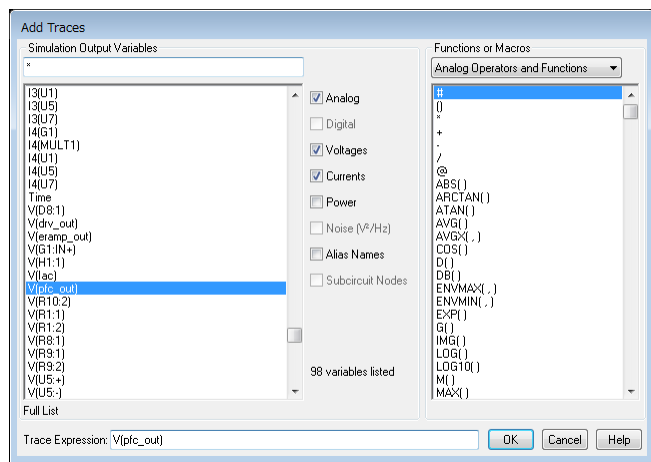 Add Traces
Simulation Output Variables
*
I3(U1)
I3(U5)
I3(U7)
I4(G1)
I4(MULT1)
I4(U1)
I4(U5)
I4(U7)
Time
V(D8:1)
V(drv_out)
V(eramp_out)
V(G1:IN+)
V(H1:1)
V(Iac)
V(pfc_out)
V(R10:2)
V(R1:1)
V(R1:2)
V(R8:1)
V(R9:1)
V(R9:2)
V(U5:+)
V(U5:-)
Full List
Analog
Digital
Voltages
Currents
Power
Noise (V²/Hz)
Alias Names
Subcircuit Nodes
98 variables listed
Functions or Macros
Analog Operators and Functions
#
()
*
+
-
/
@
ABS( )
ARCTAN( )
ATAN( )
AVG( )
AVGX( , )
COS( )
D( )
DB( )
ENVMAX( , )
ENVMIN( , )
EXP( )
G( )
IMG( )
LOG( )
LOG10( )
M( )
MAX( )
Trace Expression: V(pfc_out)
OK Cancel Help